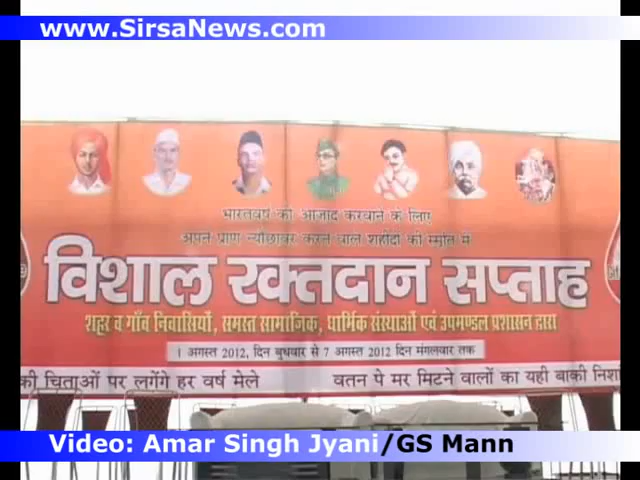 www.SirsaNews.com
भारतवर्ष को आजाद करवाने के लिए
अपने प्राण न्यौछावर करने वाले शहीदों की स्मृति में
विशाल रक्तदान सप्ताह
शहर व गाँव निवासियों, समस्त सामाजिक, धार्मिक संस्थाओं एवं उपमण्डल प्रशासन द्वारा
1 अगस्त 2012, दिन बुधवार से 7 अगस्त 2012 दिन मंगलवार तक
की चिताओं पर लगेंगे हर वर्ष मेले वतन पे मर मिटने वालों का यही बाकी निशा
Video: Amar Singh Jyani/GS Mann